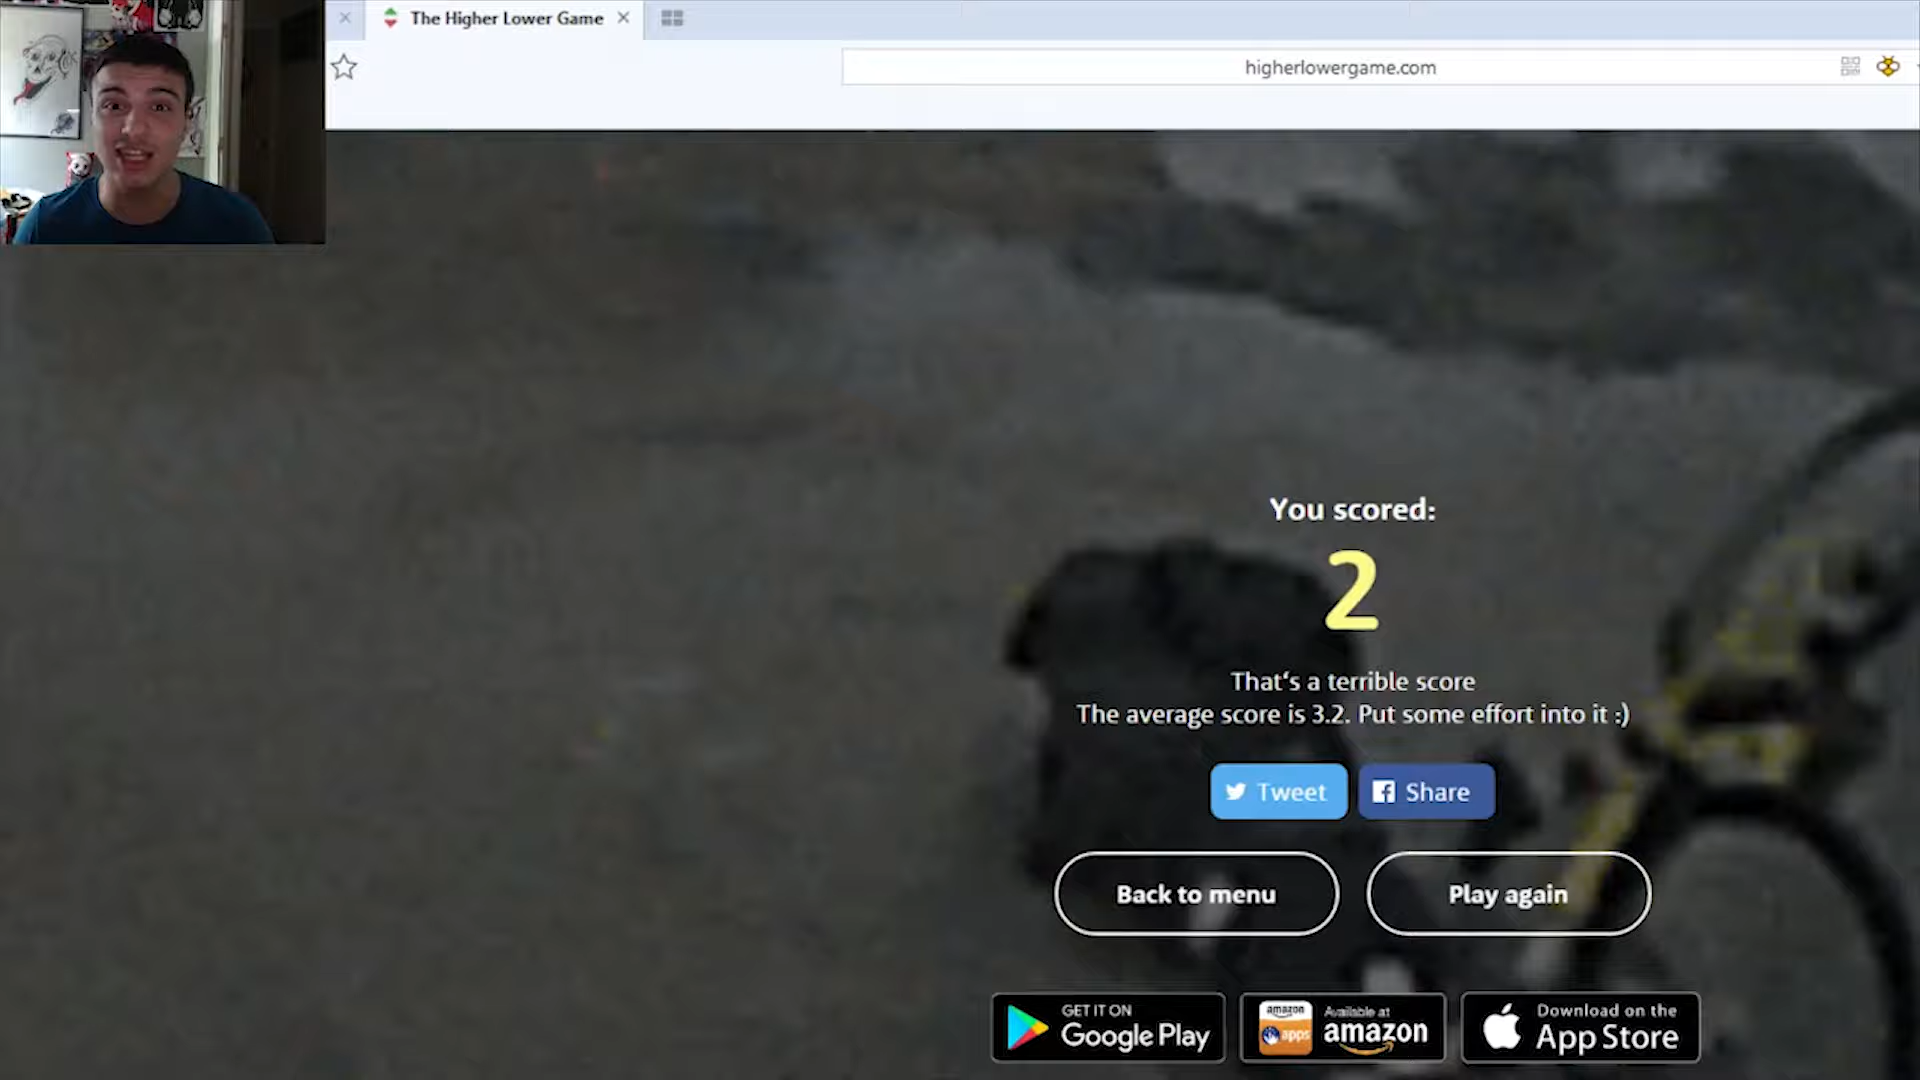 The Higher Lower Game
higherlowergame.com
You scored:
2
That's a terrible score
The average score is 3.2. Put some effort into it :)
Tweet
Share
Back to menu
Play again
GET IT ON
Google Play
amazon
apps
Available at
amazon
Download on the
App Store